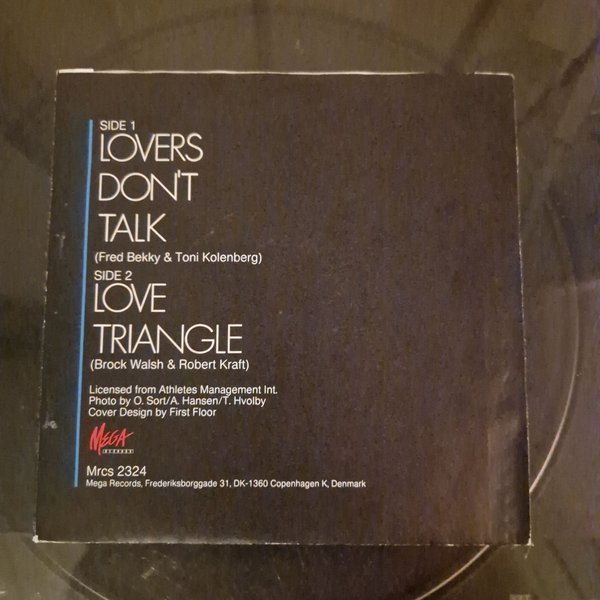 SIDE 1
LOVERS
DON'T
TALK
(Fred Bekky & Toni Kolenberg)
SIDE 2
LOVE
TRIANGLE
(Brock Walsh & Robert Kraft)
Licensed from Athletes Management Int.
Photo by O. Sort/A. Hansen/T. Hvolby
Cover Design by First Floor
MEGA
RECORDS
Mrcs 2324
Mega Records, Frederiksborggade 31, DK-1360 Copenhagen K, Denmark